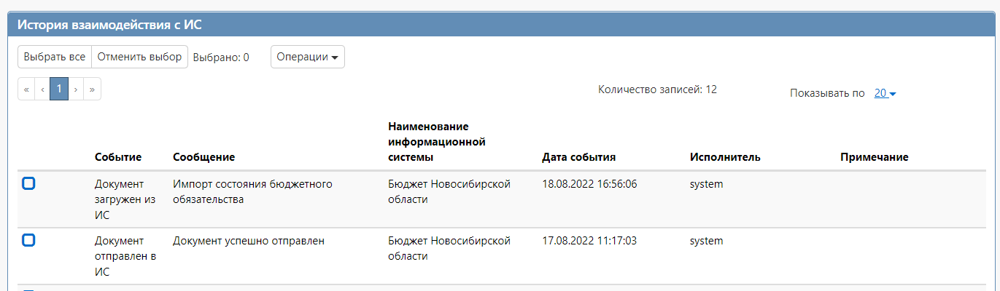 История взаимодействия с ИС
Выбрать все Отменить выбор Выбрано: 0 Операции
« ‹ 1 › » Количество записей: 12 Показывать по 20
Событие Сообщение Наименование информационной системы Дата события Исполнитель Примечание
Документ загружен из ИС Импорт состояния бюджетного обязательства Бюджет Новосибирской области 18.08.2022 16:56:06 system
Документ отправлен в ИС Документ успешно отправлен Бюджет Новосибирской области 17.08.2022 11:17:03 system